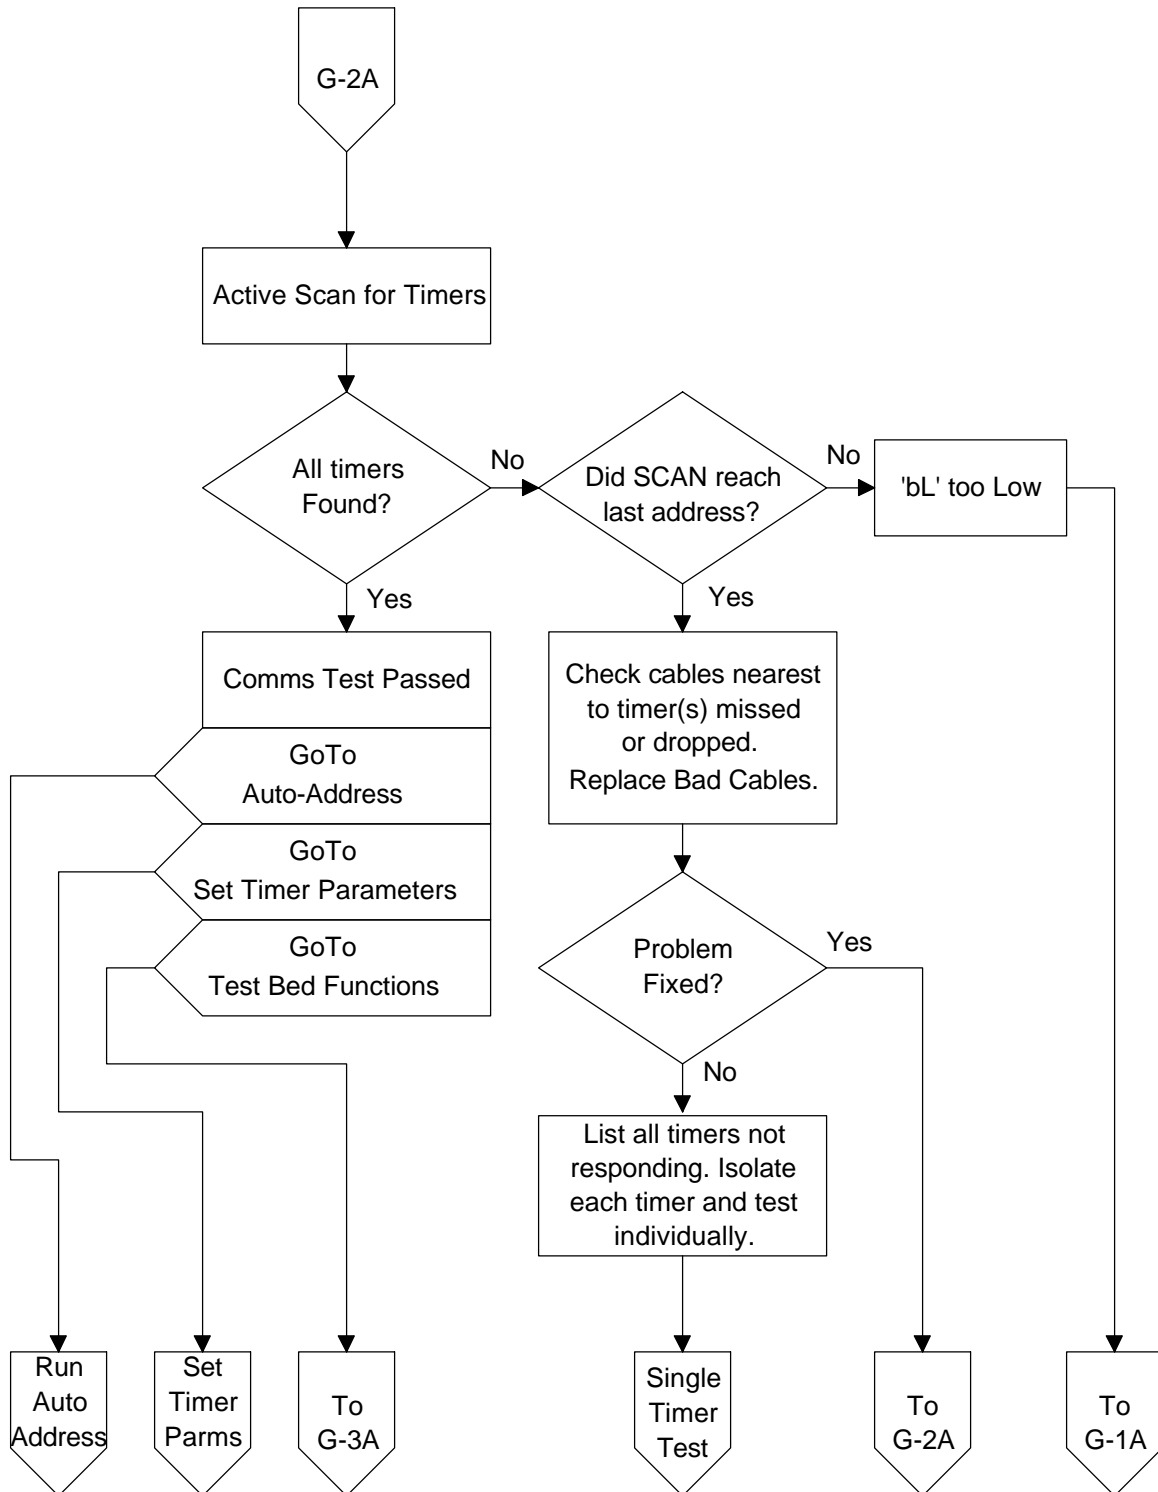 G-2A
Active Scan for Timers
All timers
Found?
No
Did SCAN reach
last address?
No
'bL' too Low
Yes
Yes
Comms Test Passed
GoTo
Auto-Address
GoTo
Set Timer Parameters
GoTo
Test Bed Functions
Check cables nearest
to timer(s) missed
or dropped.
Replace Bad Cables.
Problem
Fixed?
Yes
No
List all timers not
responding. Isolate
each timer and test
individually.
Run
Auto
Address
Set
Timer
Parms
To
G-3A
Single
Timer
Test
To
G-2A
To
G-1A